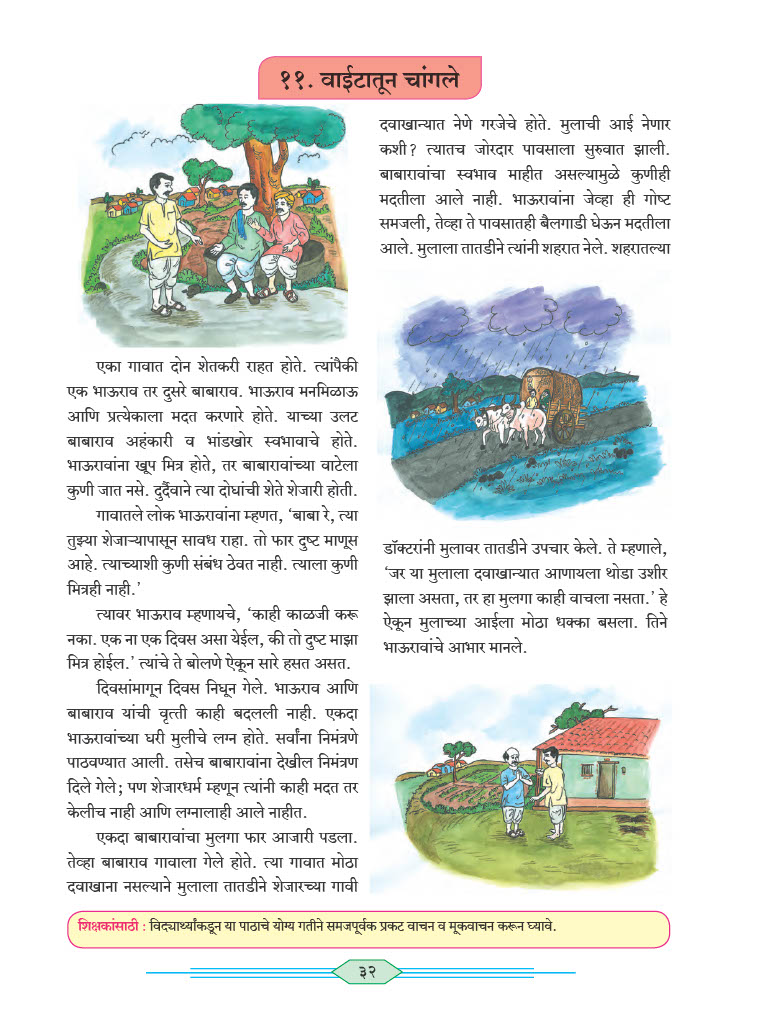 ११. वाईटातून चांगले
एका गावात दोन शेतकरी राहत होते. त्यांपैकी
एक भाऊराव तर दुसरे बाबाराव. भाऊराव मनमिळाऊ
आणि प्रत्येकाला मदत करणारे होते. याच्या उलट
बाबाराव अहंकारी व भांडखोर स्वभावाचे होते.
भाऊरावांना खूप मित्र होते, तर बाबारावांच्या वाटेला
कुणी जात नसे. दुर्दैवाने त्या दोघांची शेते शेजारी होती.
गावातले लोक भाऊरावांना म्हणत, ‘बाबा रे, त्या
तुझ्या शेजाऱ्यापासून सावध राहा. तो फार दुष्ट माणूस
आहे. त्याच्याशी कुणी संबंध ठेवत नाही. त्याला कुणी
मित्रही नाही.’
त्यावर भाऊराव म्हणायचे, ‘काही काळजी करू
नका. एक ना एक दिवस असा येईल, की तो दुष्ट माझा
मित्र होईल.’ त्यांचे ते बोलणे ऐकून सारे हसत असत.
दिवसांमागून दिवस निघून गेले. भाऊराव आणि
बाबाराव यांची वृत्ती काही बदलली नाही. एकदा
भाऊरावांच्या घरी मुलीचे लग्न होते. सर्वांना निमंत्रणे
पाठवण्यात आली. तसेच बाबारावांना देखील निमंत्रण
दिले गेले; पण शेजारधर्म म्हणून त्यांनी काही मदत तर
केलीच नाही आणि लग्नालाही आले नाहीत.
एकदा बाबारावांचा मुलगा फार आजारी पडला.
तेव्हा बाबाराव गावाला गेले होते. त्या गावात मोठा
दवाखाना नसल्याने मुलाला तातडीने शेजारच्या गावी
दवाखान्यात नेणे गरजेचे होते. मुलाची आई नेणार
कशी? त्यातच जोरदार पावसाला सुरुवात झाली.
बाबारावांचा स्वभाव माहीत असल्यामुळे कुणीही
मदतीला आले नाही. भाऊरावांना जेव्हा ही गोष्ट
समजली, तेव्हा ते पावसातही बैलगाडी घेऊन मदतीला
आले. मुलाला तातडीने त्यांनी शहरात नेले. शहरातल्या
डॉक्टरांनी मुलावर तातडीने उपचार केले. ते म्हणाले,
‘जर या मुलाला दवाखान्यात आणायला थोडा उशीर
झाला असता, तर हा मुलगा काही वाचला नसता.’ हे
ऐकून मुलाच्या आईला मोठा धक्का बसला. तिने
भाऊरावांचे आभार मानले.
शिक्षकांसाठी : विद्यार्थ्यांकडून या पाठाचे योग्य गतीने समजपूर्वक प्रकट वाचन व मूकवाचन करून घ्यावे.
३२